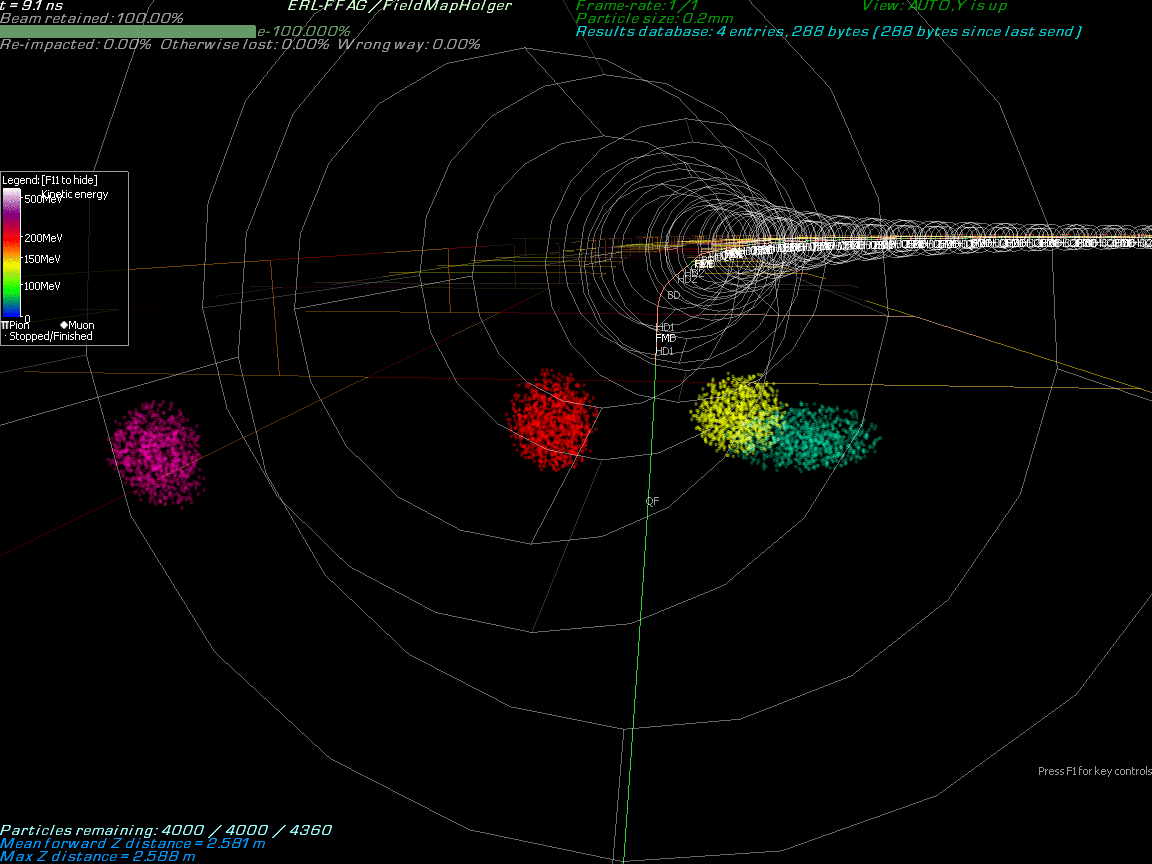 t = 9.1 ns
ERL-FFAG / FieldMapHolger
Frame-rate: 1 / 1
View: AUTO, Y is up
Beam retained: 100.00%
Particle size: 0.2mm
e- 100.000%
Results database: 4 entries, 288 bytes (288 bytes since last send)
Re-impacted: 0.00% Otherwise lost: 0.00% Wrong way: 0.00%
Legend: [F11 to hide]
Kinetic energy
500MeV
200MeV
150MeV
100MeV
0
Pion
Muon
Stopped/Finished
HD2
BD
HD1
FMB
HD1
QF
Press F1 for key controls
Particles remaining: 4000 / 4000 / 4360
Mean forward Z distance = 2.581 m
Max Z distance = 2.588 m